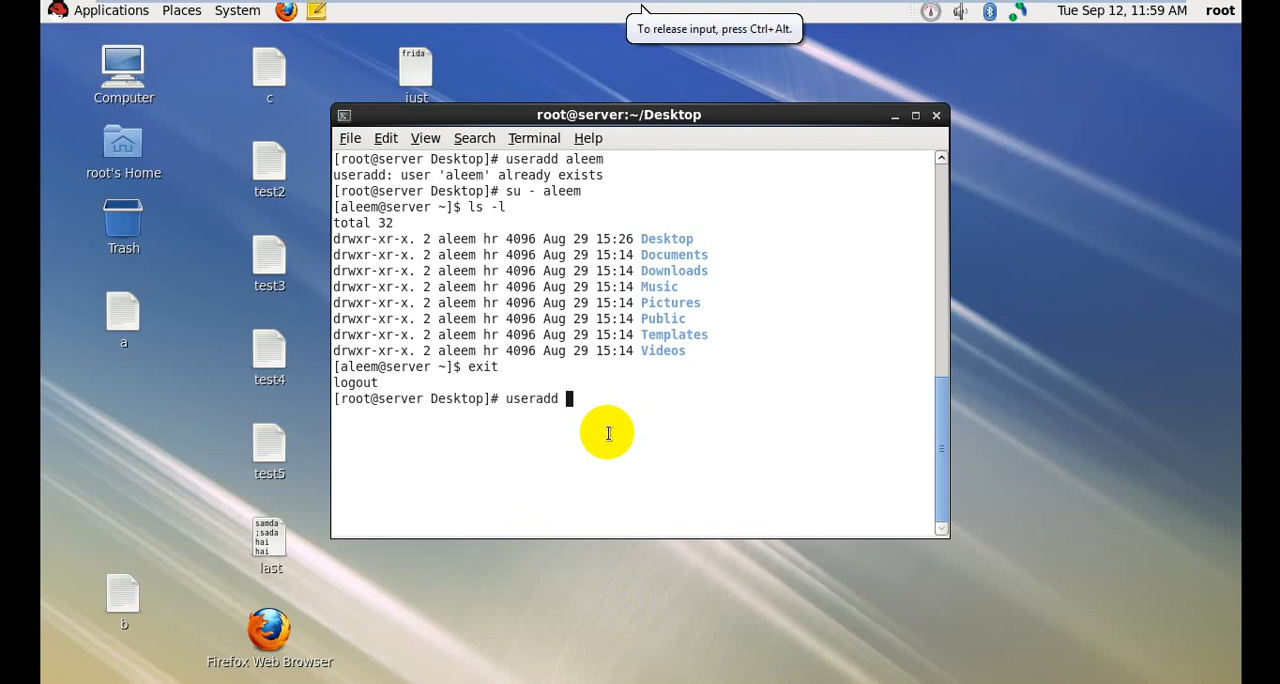 Applications Places System
Tue Sep 12, 11:59 AM root
To release input, press Ctrl+Alt.
Computer
root's Home
Trash
a
b
c
test2
test3
test4
test5
samda
;sada
hai
hai
last
Firefox Web Browser
frida
iust
root@server:~/Desktop
File Edit View Search Terminal Help
[root@server Desktop]# useradd aleem
useradd: user 'aleem' already exists
[root@server Desktop]# su - aleem
[aleem@server ~]$ ls -l
total 32
drwxr-xr-x. 2 aleem hr 4096 Aug 29 15:26 Desktop
drwxr-xr-x. 2 aleem hr 4096 Aug 29 15:14 Documents
drwxr-xr-x. 2 aleem hr 4096 Aug 29 15:14 Downloads
drwxr-xr-x. 2 aleem hr 4096 Aug 29 15:14 Music
drwxr-xr-x. 2 aleem hr 4096 Aug 29 15:14 Pictures
drwxr-xr-x. 2 aleem hr 4096 Aug 29 15:14 Public
drwxr-xr-x. 2 aleem hr 4096 Aug 29 15:14 Templates
drwxr-xr-x. 2 aleem hr 4096 Aug 29 15:14 Videos
[aleem@server ~]$ exit
logout
[root@server Desktop]# useradd